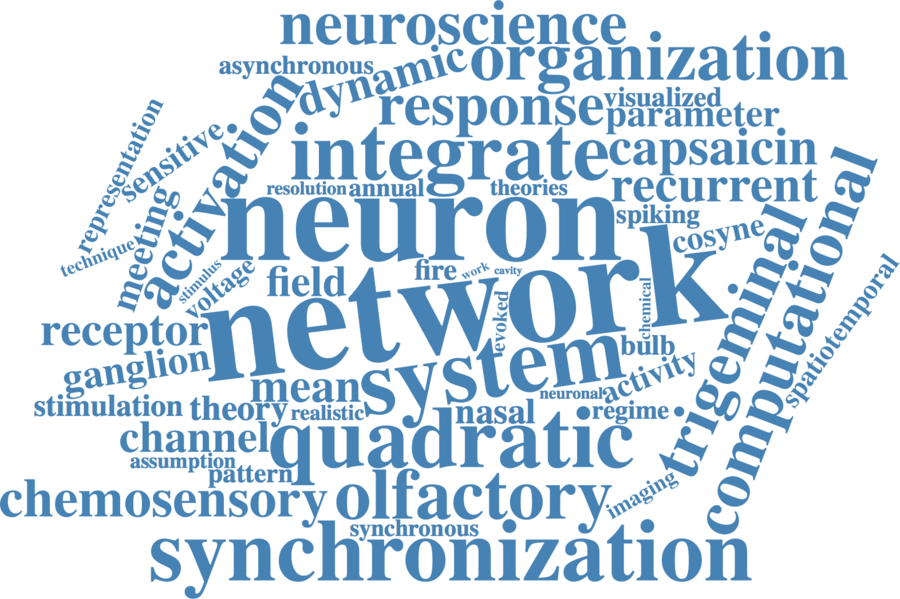 neuroscience
asynchronous
dynamic
organization
response
visualized
parameter
representation
sensitive
activation
integrate
capsaicin
resolution
annual
theories
recurrent
neuron
spiking
cosyne
meeting
technique
stimulus
voltage
field
fire
work
cavity
network
chemical
evoked
trigeminal
computational
spatiotemporal
receptor
ganglion
system
bulb
mean
neuronal
activity
stimulation
theory
realistic
nasal
regime
channel
quadratic
assumption
pattern
chemosensory
olfactory
imaging
synchronous
synchronization